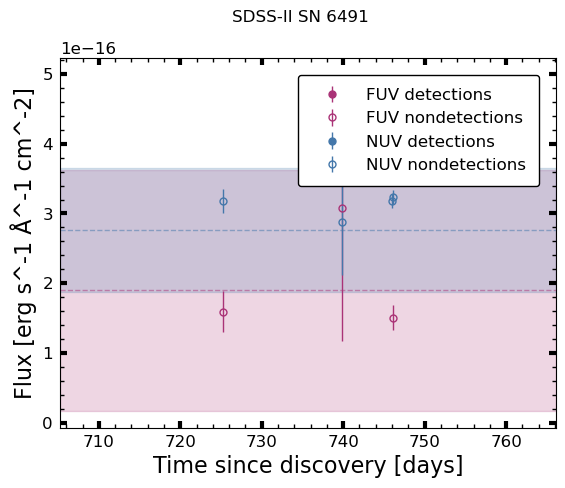 SDSS-II SN 6491
1e−16
FUV detections
FUV nondetections
NUV detections
NUV nondetections
5
4
3
2
1
0
Flux [erg s^-1 Å^-1 cm^-2]
710 720 730 740 750 760
Time since discovery [days]